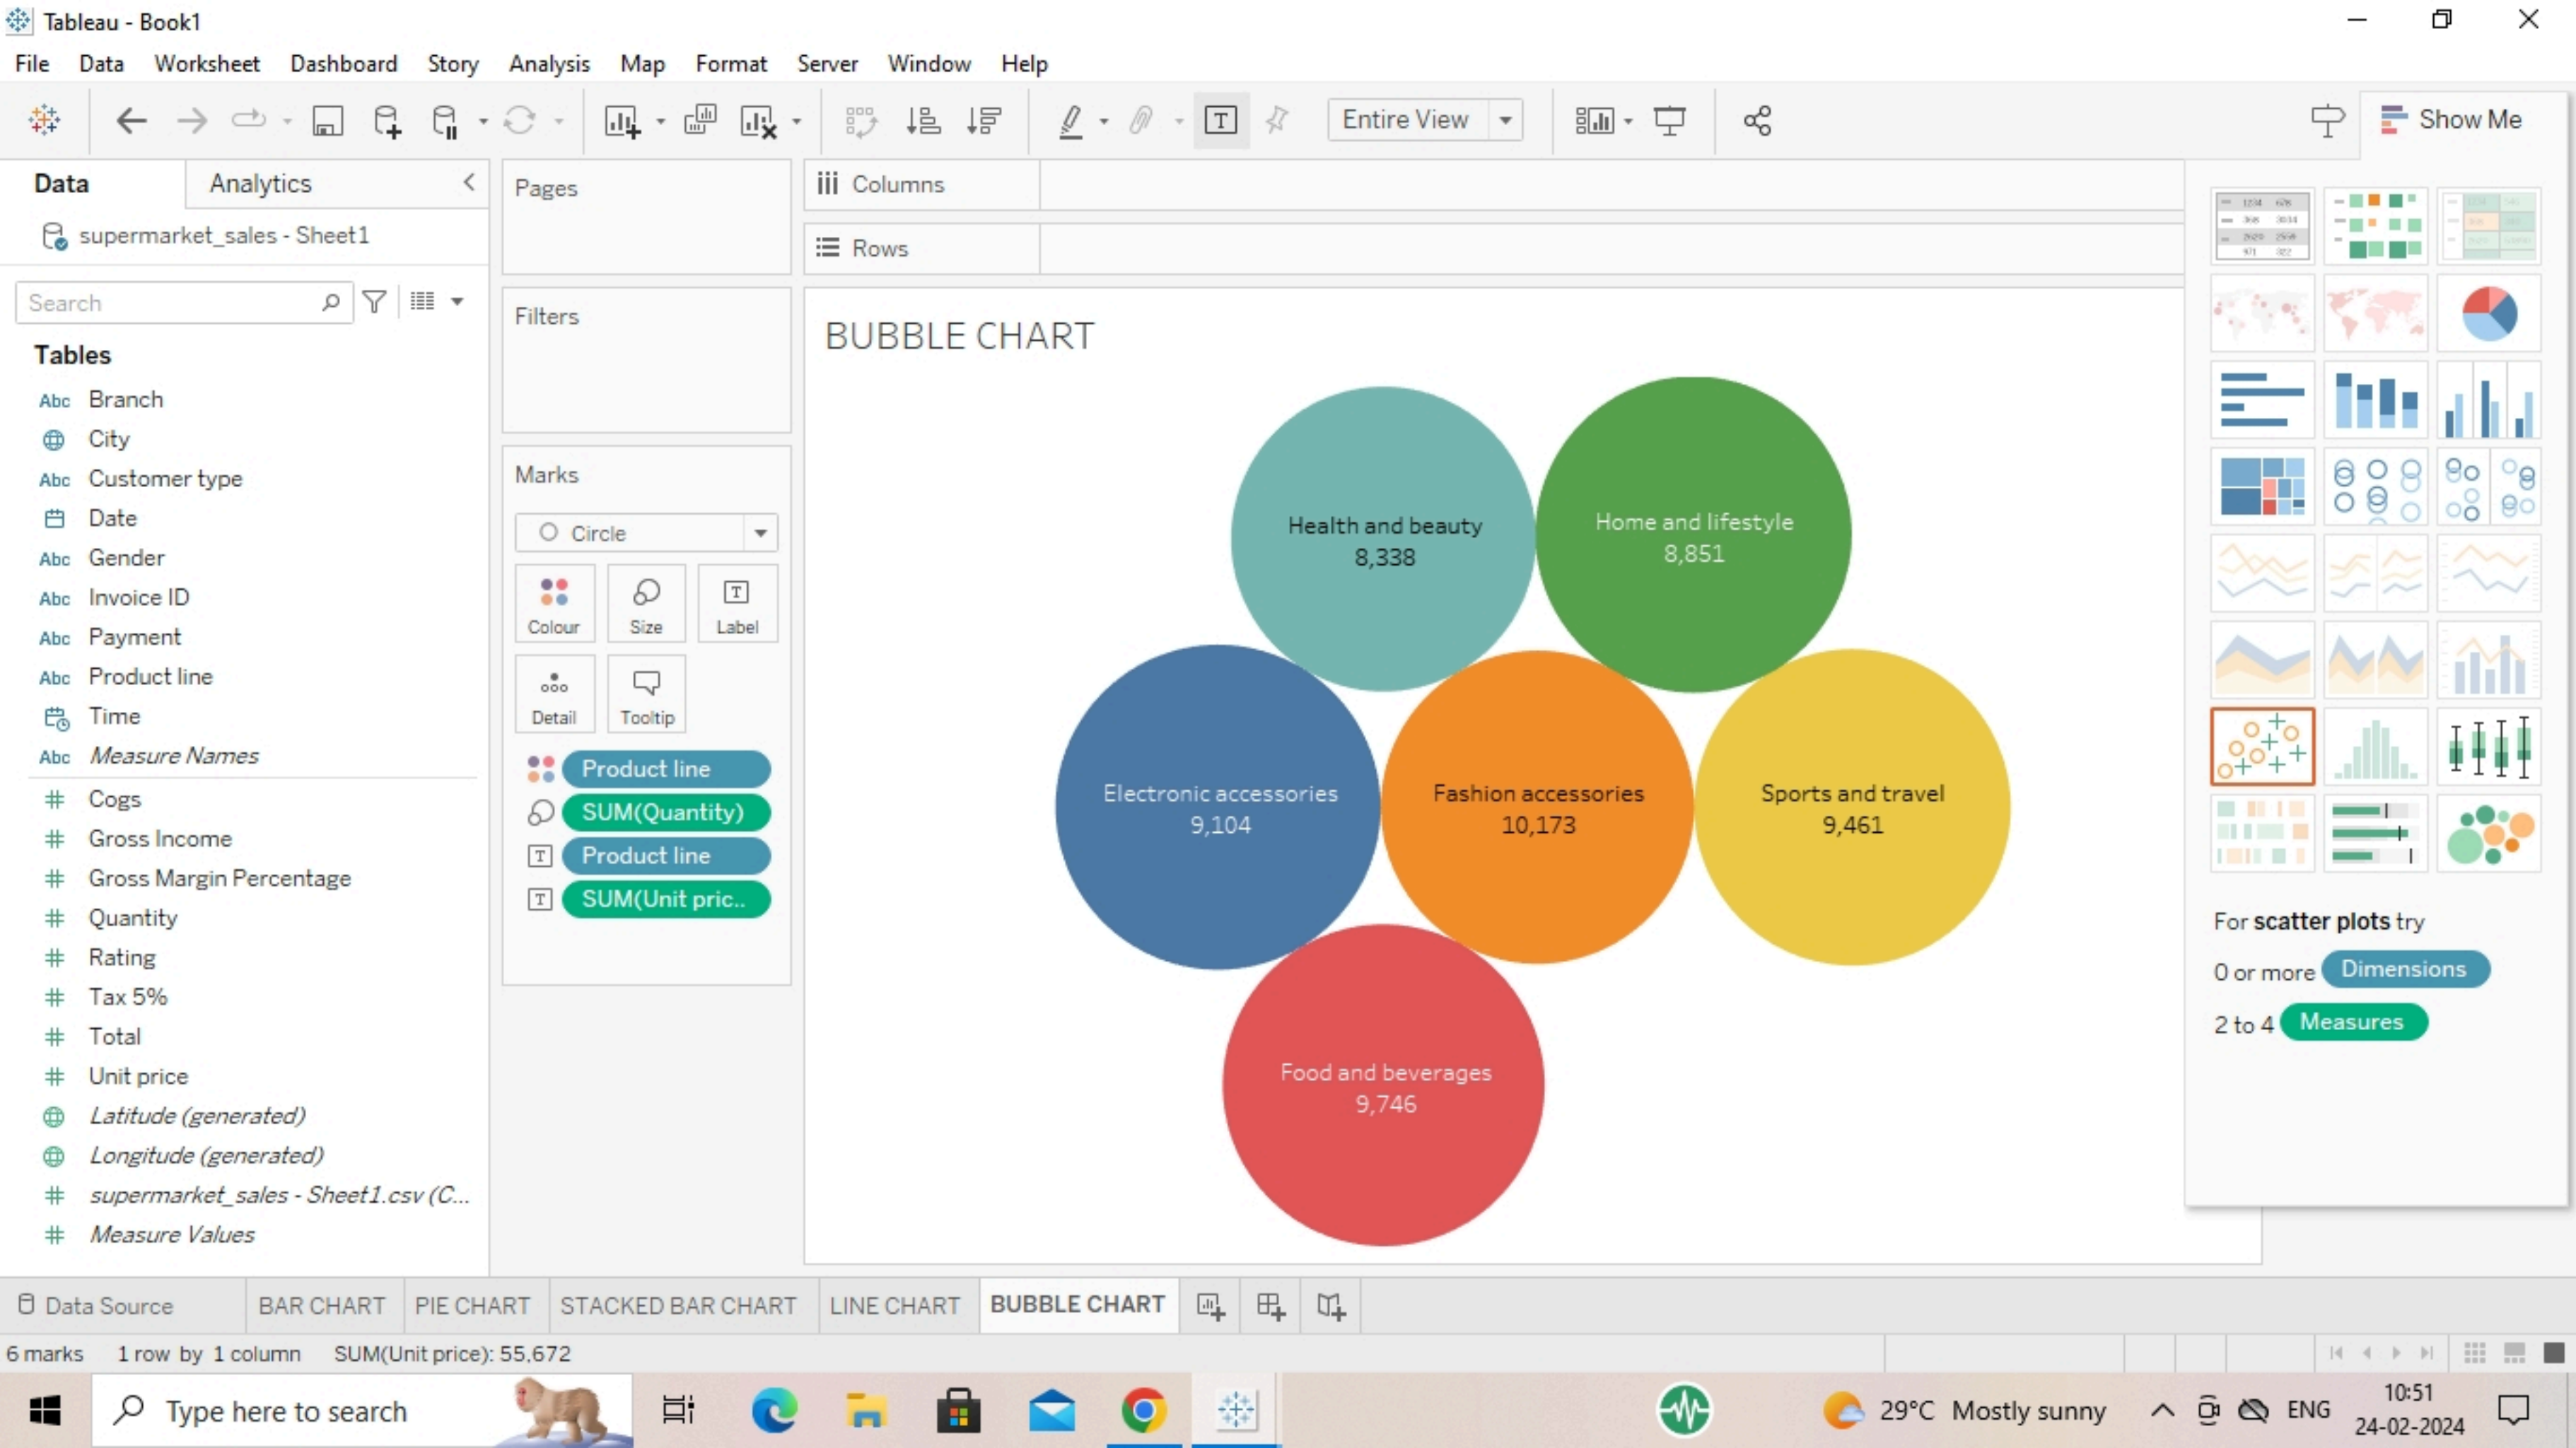 Tableau - Book1
File Data Worksheet Dashboard Story Analysis Map Format Server Window Help
Entire View
Show Me
Data Analytics
supermarket_sales - Sheet1
Search
Tables
Abc Branch
City
Abc Customer type
Date
Abc Gender
Abc Invoice ID
Abc Payment
Abc Product line
Time
Abc Measure Names
# Cogs
# Gross Income
# Gross Margin Percentage
# Quantity
# Rating
# Tax 5%
# Total
# Unit price
Latitude (generated)
Longitude (generated)
# supermarket_sales - Sheet1.csv (C...
# Measure Values
Pages
Filters
Marks
Circle
Colour Size Label
Detail Tooltip
Product line
SUM(Quantity)
Product line
SUM(Unit pric..
Columns
Rows
BUBBLE CHART
Health and beauty
8,338
Home and lifestyle
8,851
Electronic accessories
9,104
Fashion accessories
10,173
Sports and travel
9,461
Food and beverages
9,746
For scatter plots try
0 or more Dimensions
2 to 4 Measures
Data Source BAR CHART PIE CHART STACKED BAR CHART LINE CHART BUBBLE CHART
6 marks 1 row by 1 column SUM(Unit price): 55,672
Type here to search
29°C Mostly sunny
ENG
10:51
24-02-2024